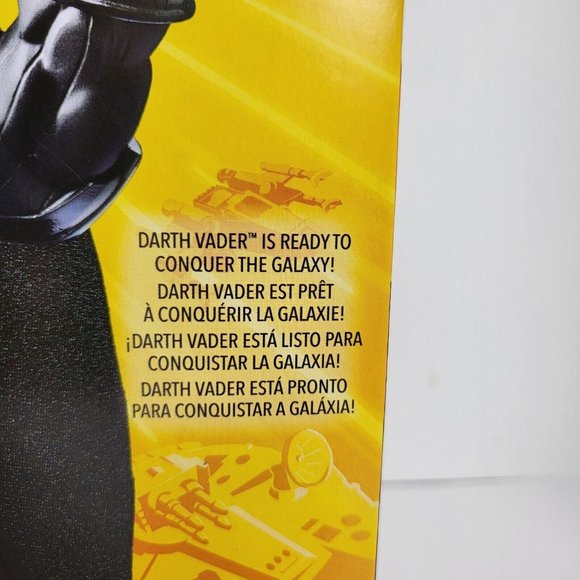 DARTH VADER™ IS READY TO
CONQUER THE GALAXY!
DARTH VADER EST PRÊT
À CONQUÉRIR LA GALAXIE!
¡DARTH VADER ESTÁ LISTO PARA
CONQUISTAR LA GALAXIA!
DARTH VADER ESTÁ PRONTO
PARA CONQUISTAR A GALÁXIA!